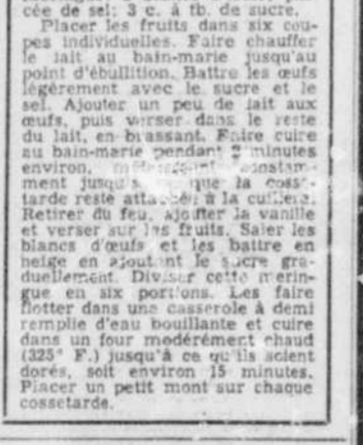 cée de sel; 3 c. à tb. de sucre.
Placer les fruits dans six cou-
pes individuelles. Faire chauffer
le lait au bain-marie jusqu'au
point d'ébullition. Battre les œufs
légèrement avec le sucre et le
sel. Ajouter un peu de lait aux
œufs, puis verser dans le reste
du lait, en brassant. Faire cuire
au bain-marie pendant 2 minutes
environ, constam-
ment jusqu'à que la cosse-
tarde reste attachée à la cuillere.
Retirer du feu, ajouter la vanille
et verser sur les fruits. Saler les
blancs d'œufs et les battre en
neige en ajoutant le sucre gra-
duellement. Diviser cette merin-
gue en six portions. Les faire
flotter dans une casserole à demi
remplie d'eau bouillante et cuire
dans un four modérément chaud
(325° F.) jusqu'à ce qu'ils soient
dorés, soit environ 15 minutes.
Placer un petit mont sur chaque
cossetarde.